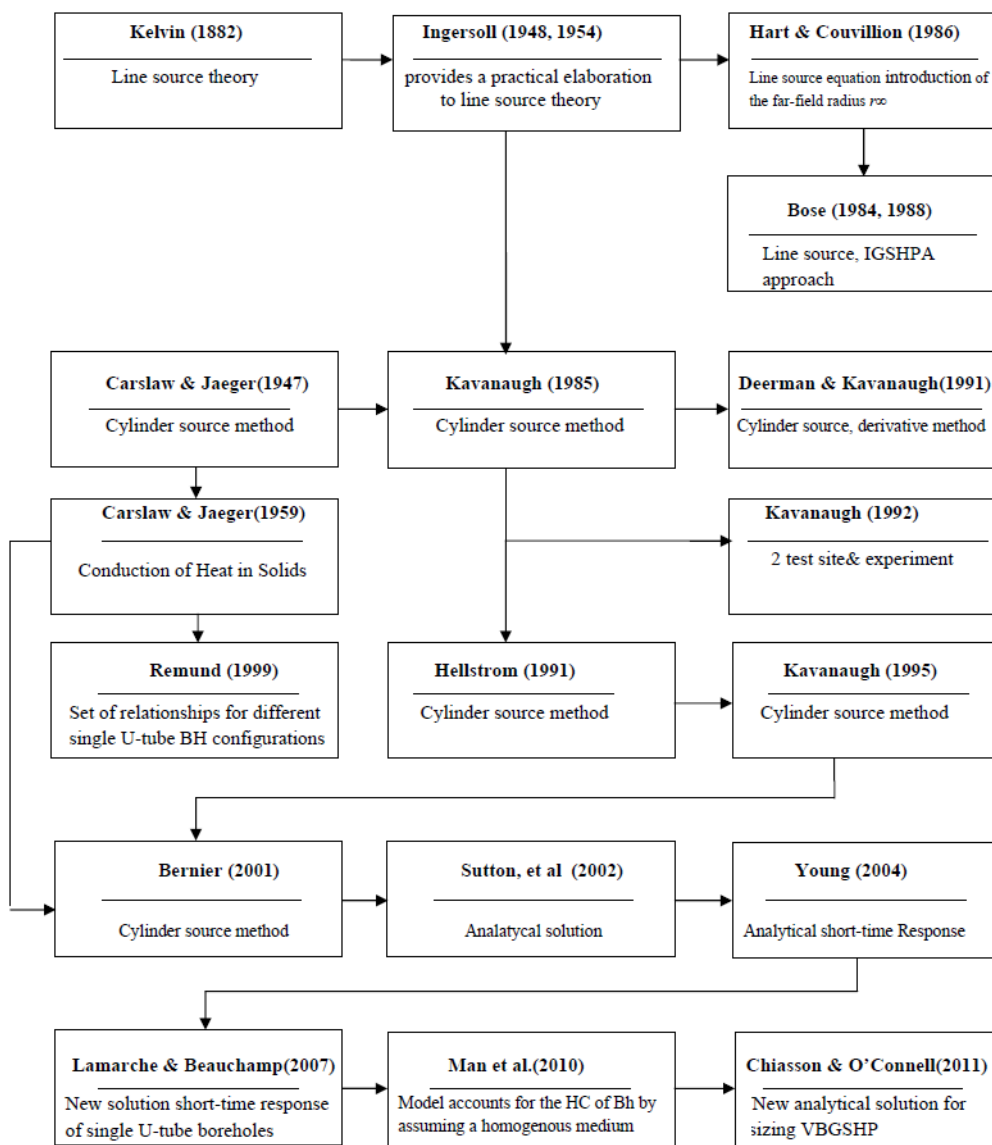 Kelvin (1882)
Line source theory
Ingersoll (1948, 1954)
provides a practical elaboration
to line source theory
Hart & Couvillion (1986)
Line source equation introduction of
the far-field radius r∞
Bose (1984, 1988)
Line source, IGSHPA
approach
Carslaw & Jaeger(1947)
Cylinder source method
Kavanaugh (1985)
Cylinder source method
Deerman & Kavanaugh(1991)
Cylinder source, derivative method
Carslaw & Jaeger(1959)
Conduction of Heat in Solids
Kavanaugh (1992)
2 test site& experiment
Remund (1999)
Set of relationships for different
single U-tube BH configurations
Hellstrom (1991)
Cylinder source method
Kavanaugh (1995)
Cylinder source method
Bernier (2001)
Cylinder source method
Sutton, et al (2002)
Analatycal solution
Young (2004)
Analytical short-time Response
Lamarche & Beauchamp(2007)
New solution short-time response
of single U-tube boreholes
Man et al.(2010)
Model accounts for the HC of Bh by
assuming a homogenous medium
Chiasson & O’Connell(2011)
New analytical solution for
sizing VBGSHP